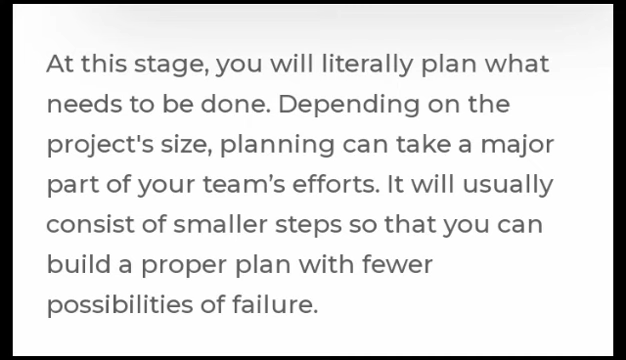 At this stage, you will literally plan what
needs to be done. Depending on the
project's size, planning can take a major
part of your team’s efforts. It will usually
consist of smaller steps so that you can
build a proper plan with fewer
possibilities of failure.